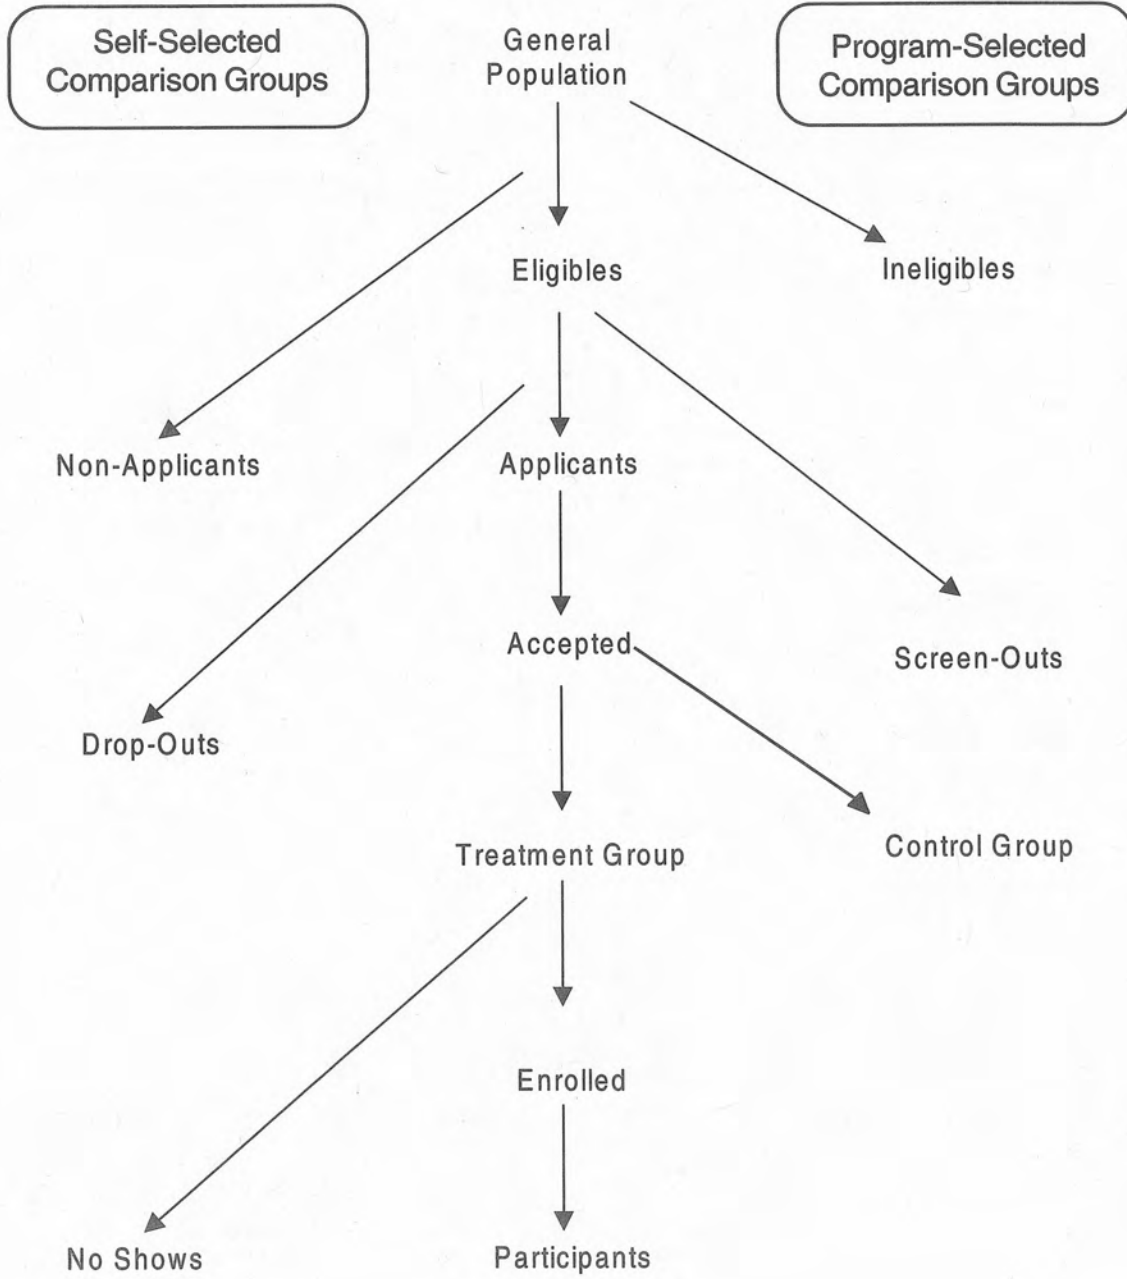 Self-Selected
Comparison Groups
General
Population
Program-Selected
Comparison Groups
Eligibles
Ineligibles
Non-Applicants
Applicants
Accepted
Screen-Outs
Drop-Outs
Treatment Group
Control Group
Enrolled
No Shows
Participants